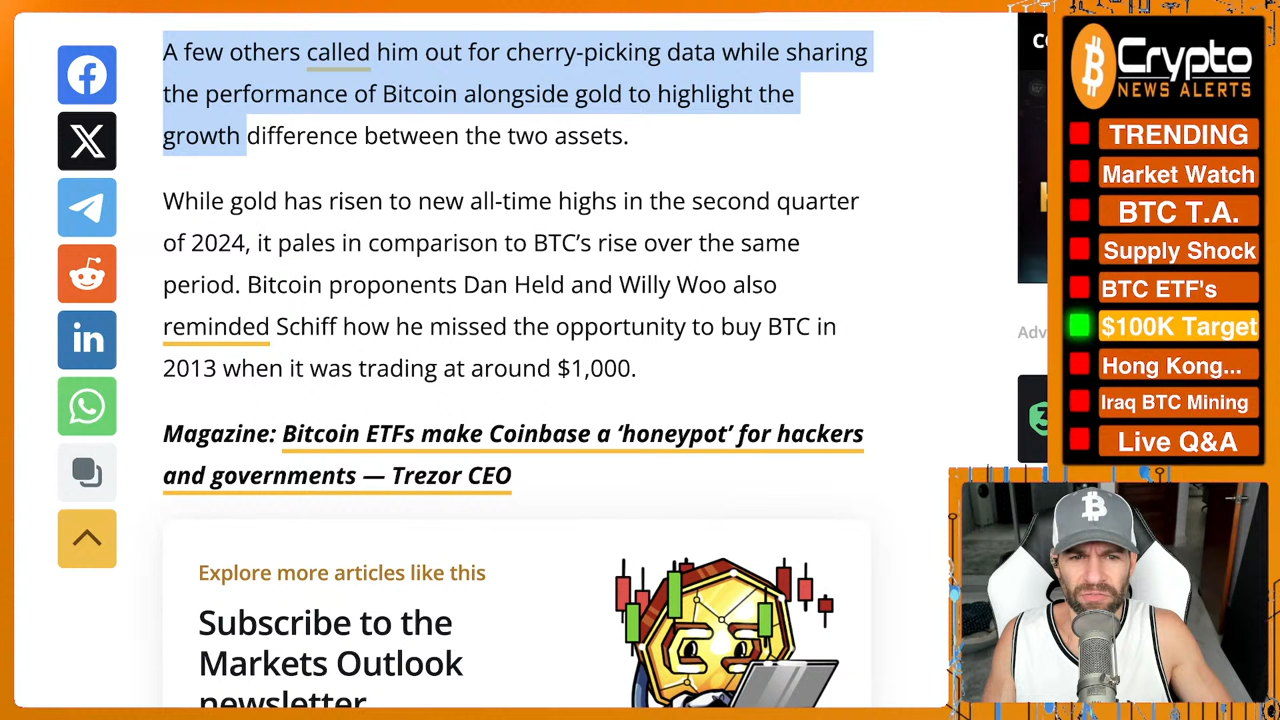 A few others called him out for cherry-picking data while sharing
the performance of Bitcoin alongside gold to highlight the
growth difference between the two assets.
While gold has risen to new all-time highs in the second quarter
of 2024, it pales in comparison to BTC’s rise over the same
period. Bitcoin proponents Dan Held and Willy Woo also
reminded Schiff how he missed the opportunity to buy BTC in
2013 when it was trading at around $1,000.
Magazine: Bitcoin ETFs make Coinbase a ‘honeypot’ for hackers
and governments — Trezor CEO
Explore more articles like this
Subscribe to the
Markets Outlook
newsletter
Crypto
NEWS ALERTS
TRENDING
Market Watch
BTC T.A.
Supply Shock
BTC ETF's
$100K Target
Hong Kong...
Iraq BTC Mining
Live Q&A